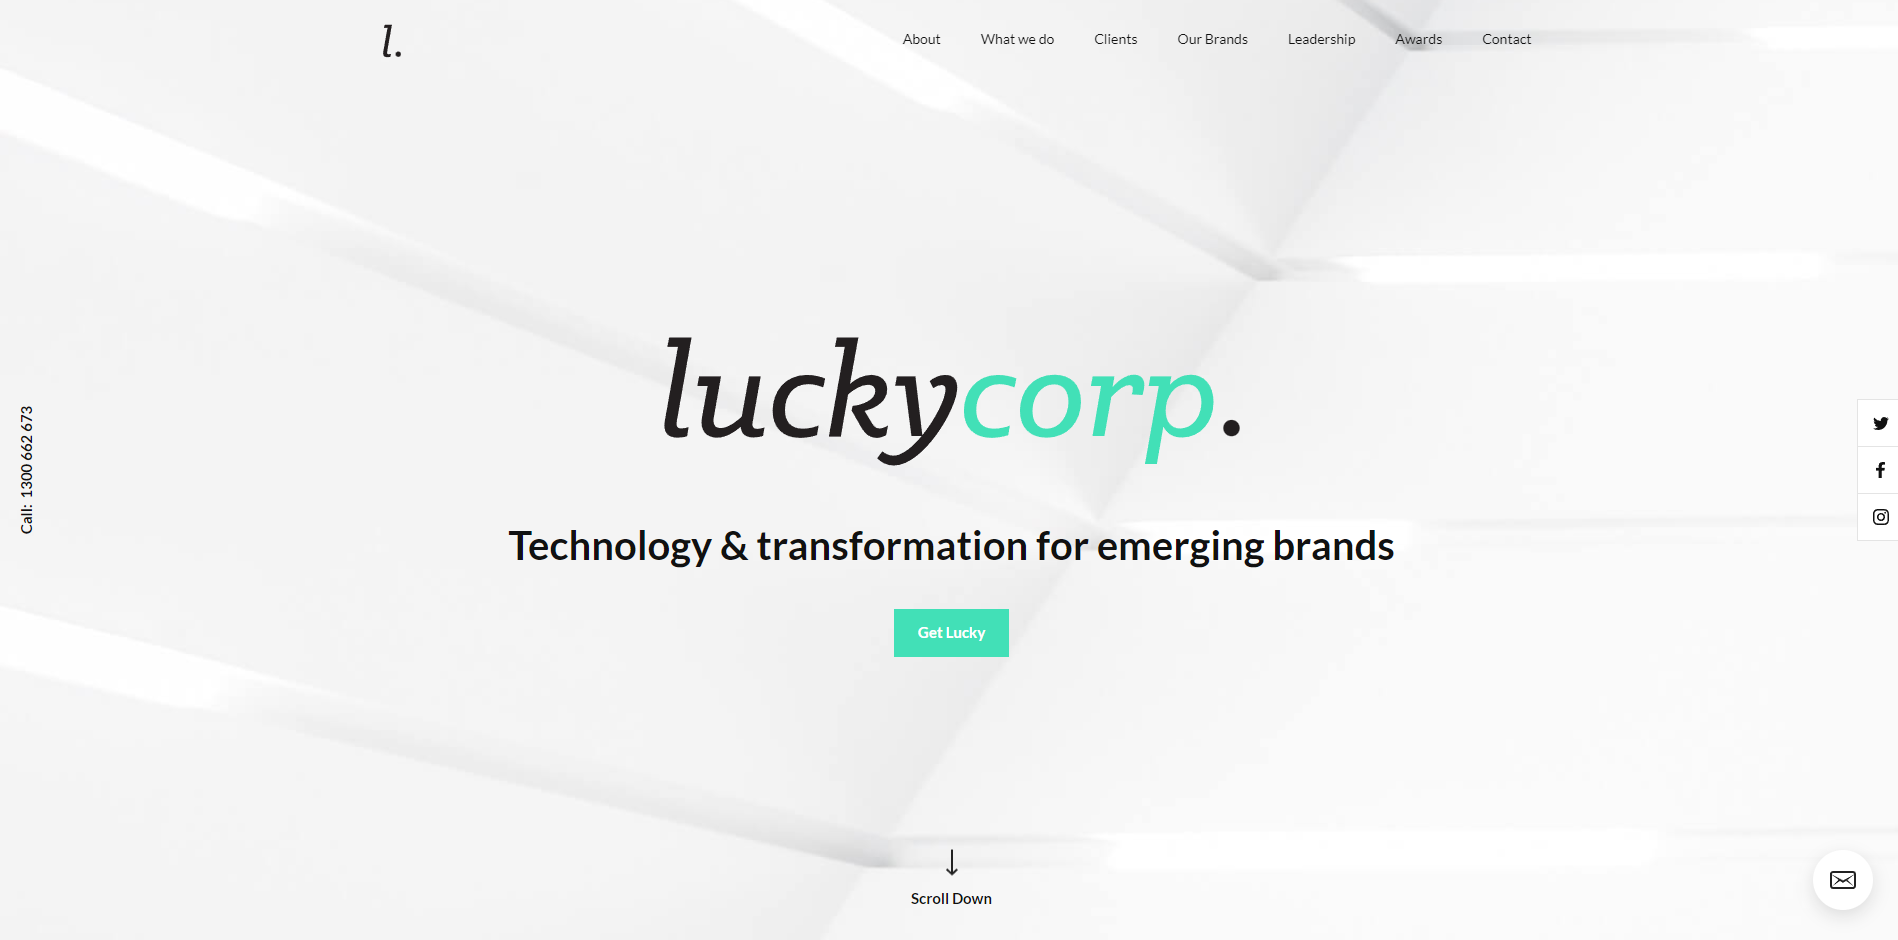 l.
About
What we do
Clients
Our Brands
Leadership
Awards
Contact
luckycorp.
Technology & transformation for emerging brands
Get Lucky
Call: 1300 662 673
Scroll Down